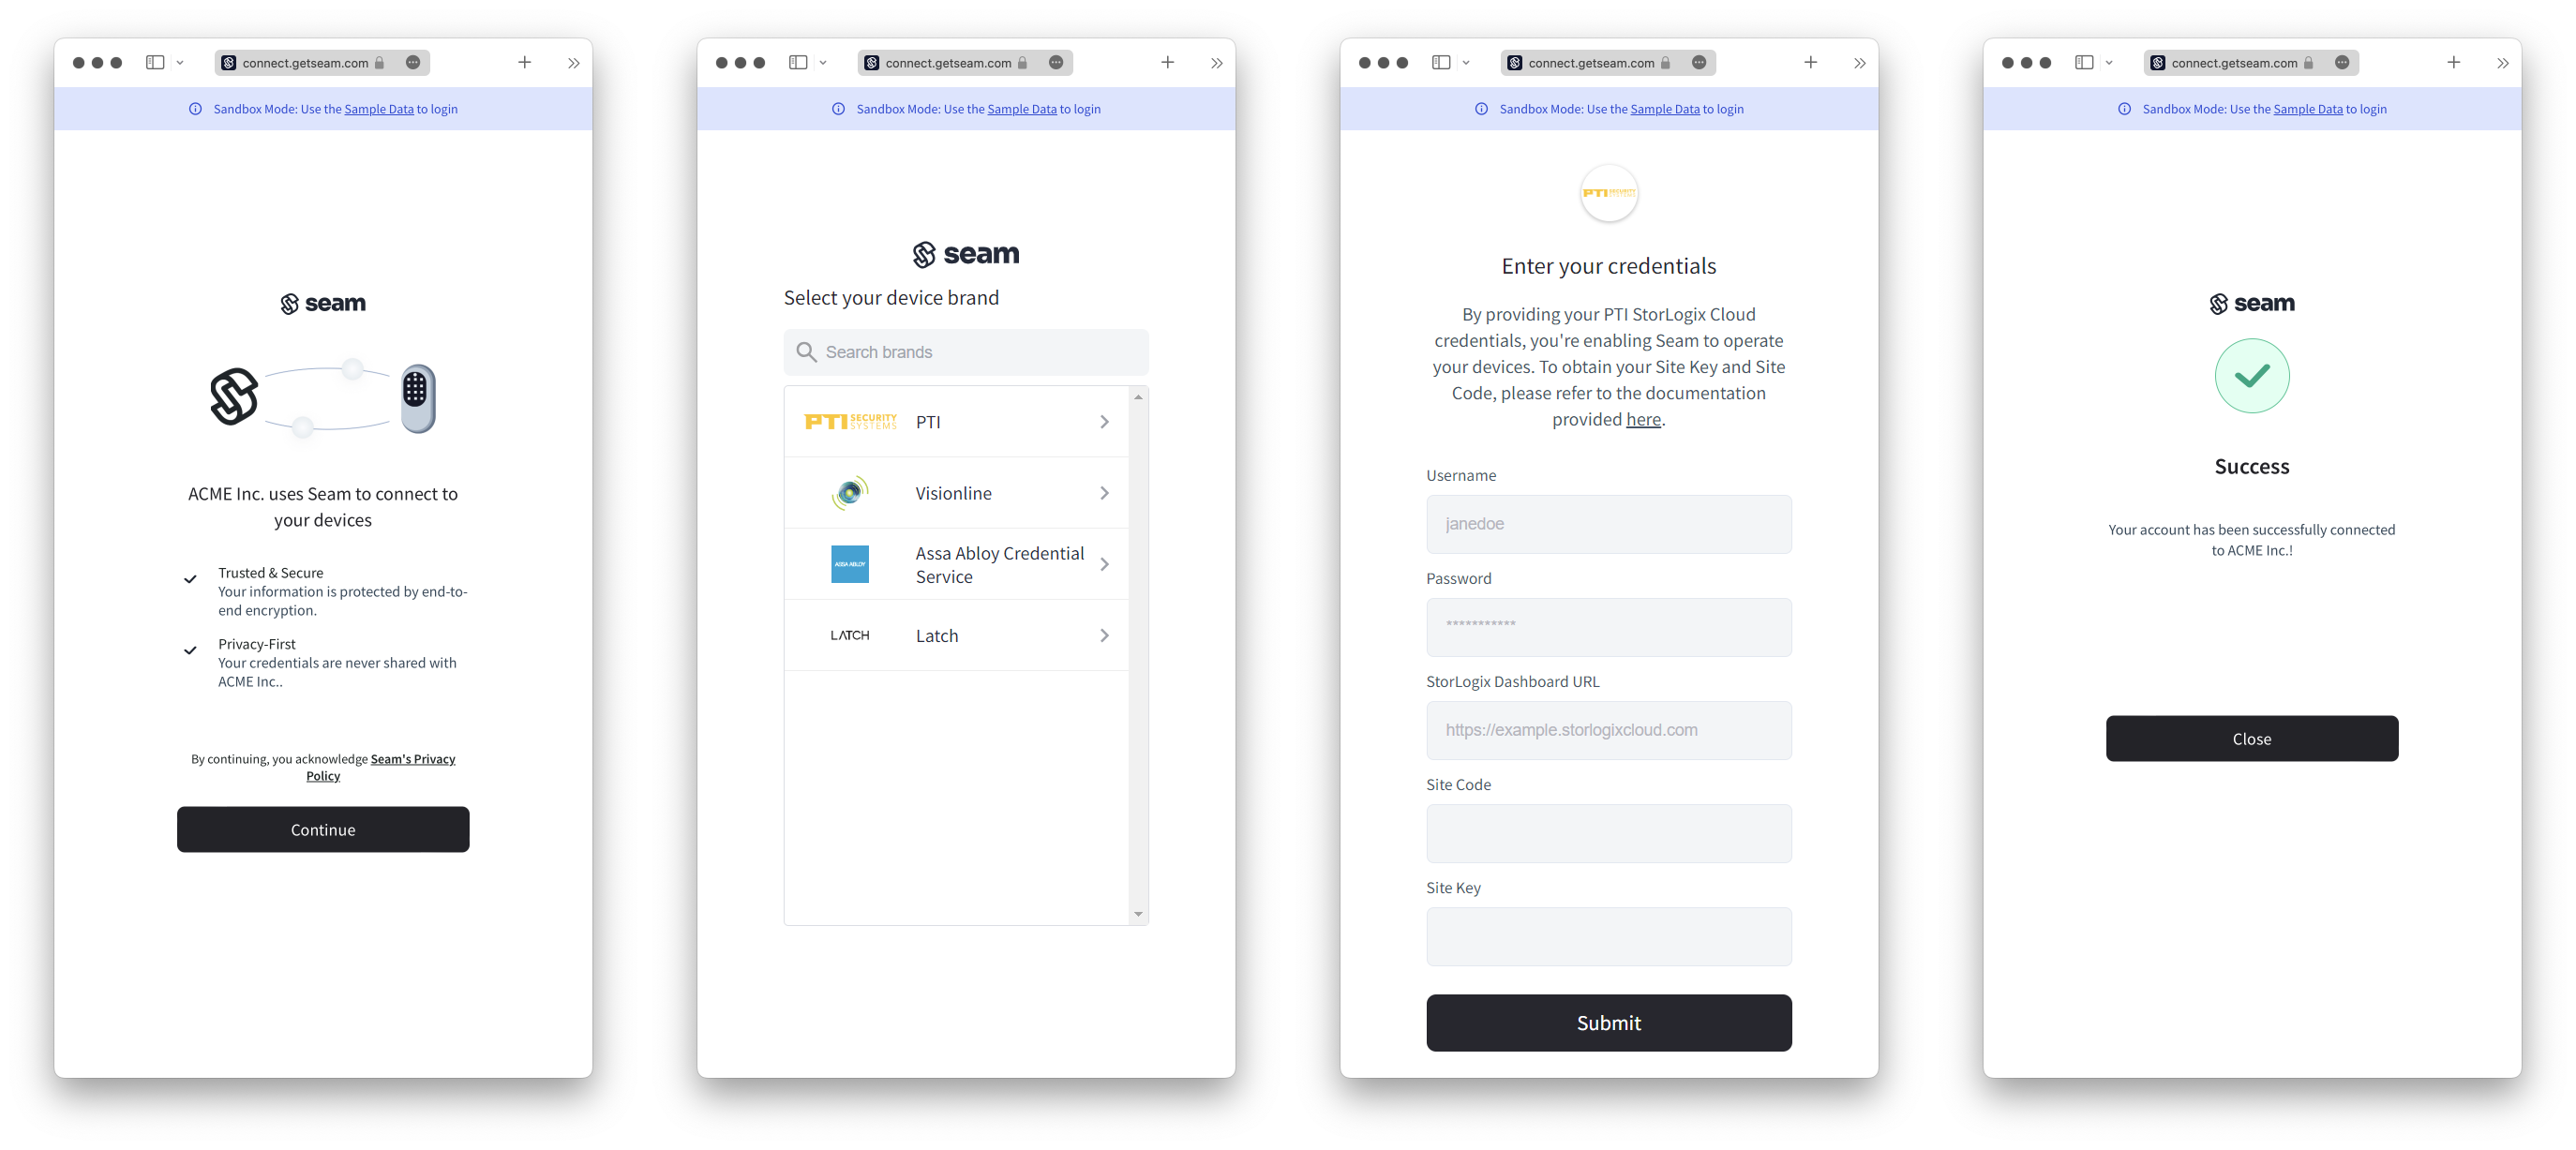 connect.getseam.com
Sandbox Mode: Use the Sample Data to login
seam
ACME Inc. uses Seam to connect to
your devices
Trusted & Secure
Your information is protected by end-to-
end encryption.
Privacy-First
Your credentials are never shared with
ACME Inc..
By continuing, you acknowledge Seam's Privacy
Policy
Continue
connect.getseam.com
Sandbox Mode: Use the Sample Data to login
seam
Select your device brand
Search brands
PTI SECURITY SYSTEMS PTI
Visionline
ASSA ABLOY Assa Abloy Credential
Service
LATCH Latch
connect.getseam.com
Sandbox Mode: Use the Sample Data to login
PTI SECURITY SYSTEMS
Enter your credentials
By providing your PTI StorLogix Cloud
credentials, you're enabling Seam to operate
your devices. To obtain your Site Key and Site
Code, please refer to the documentation
provided here.
Username
janedoe
Password
***********
StorLogix Dashboard URL
https://example.storlogixcloud.com
Site Code
Site Key
Submit
connect.getseam.com
Sandbox Mode: Use the Sample Data to login
seam
Success
Your account has been successfully connected
to ACME Inc.!
Close